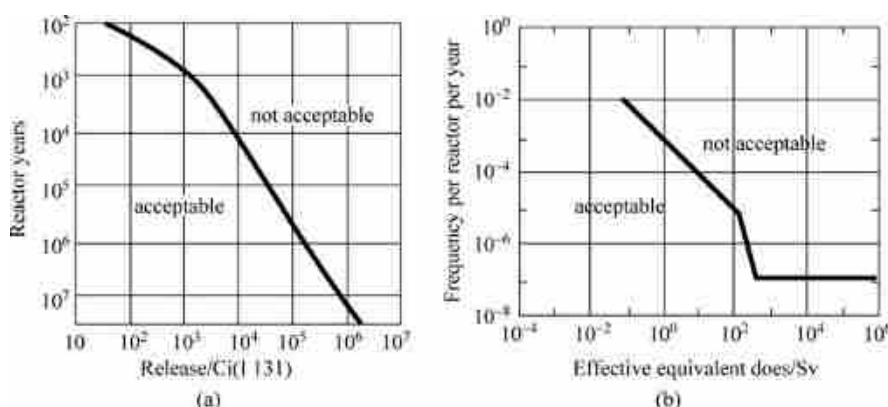 10²
10³
10⁴
10⁵
10⁶
10⁷
Reactor years
not acceptable
acceptable
10 10² 10³ 10⁴ 10⁵ 10⁶ 10⁷
Release/Ci(I 131)
(a)
10⁰
10⁻²
10⁻⁴
10⁻⁶
10⁻⁸
Frequency per reactor per year
not acceptable
acceptable
10⁻⁴ 10⁻² 10⁰ 10² 10⁴ 10⁶
Effective equivalent does/Sv
(b)